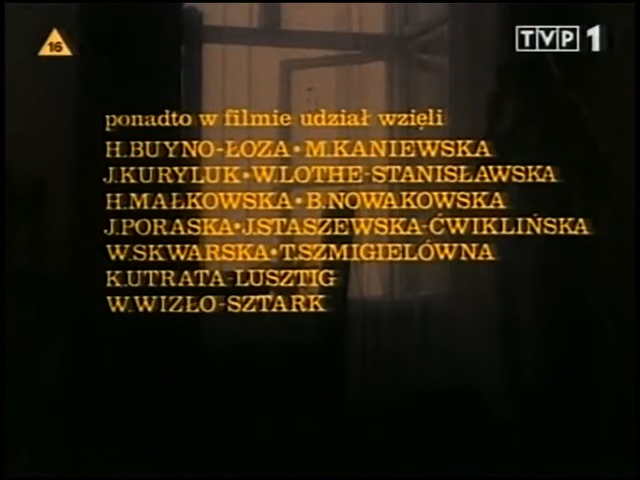 16
TVP 1
ponadto w filmie udział wzięli
H.BUYNO-ŁOZA • M.KANIEWSKA
J.KURYLUK • W.LOTHE-STANISŁAWSKA
H.MAŁKOWSKA • B.NOWAKOWSKA
J.PORASKA • J.STASZEWSKA-ĆWIKLIŃSKA
W.SKWARSKA • T.SZMIGIELÓWNA
K.UTRATA-LUSZTIG
W.WIZŁO-SZTARK